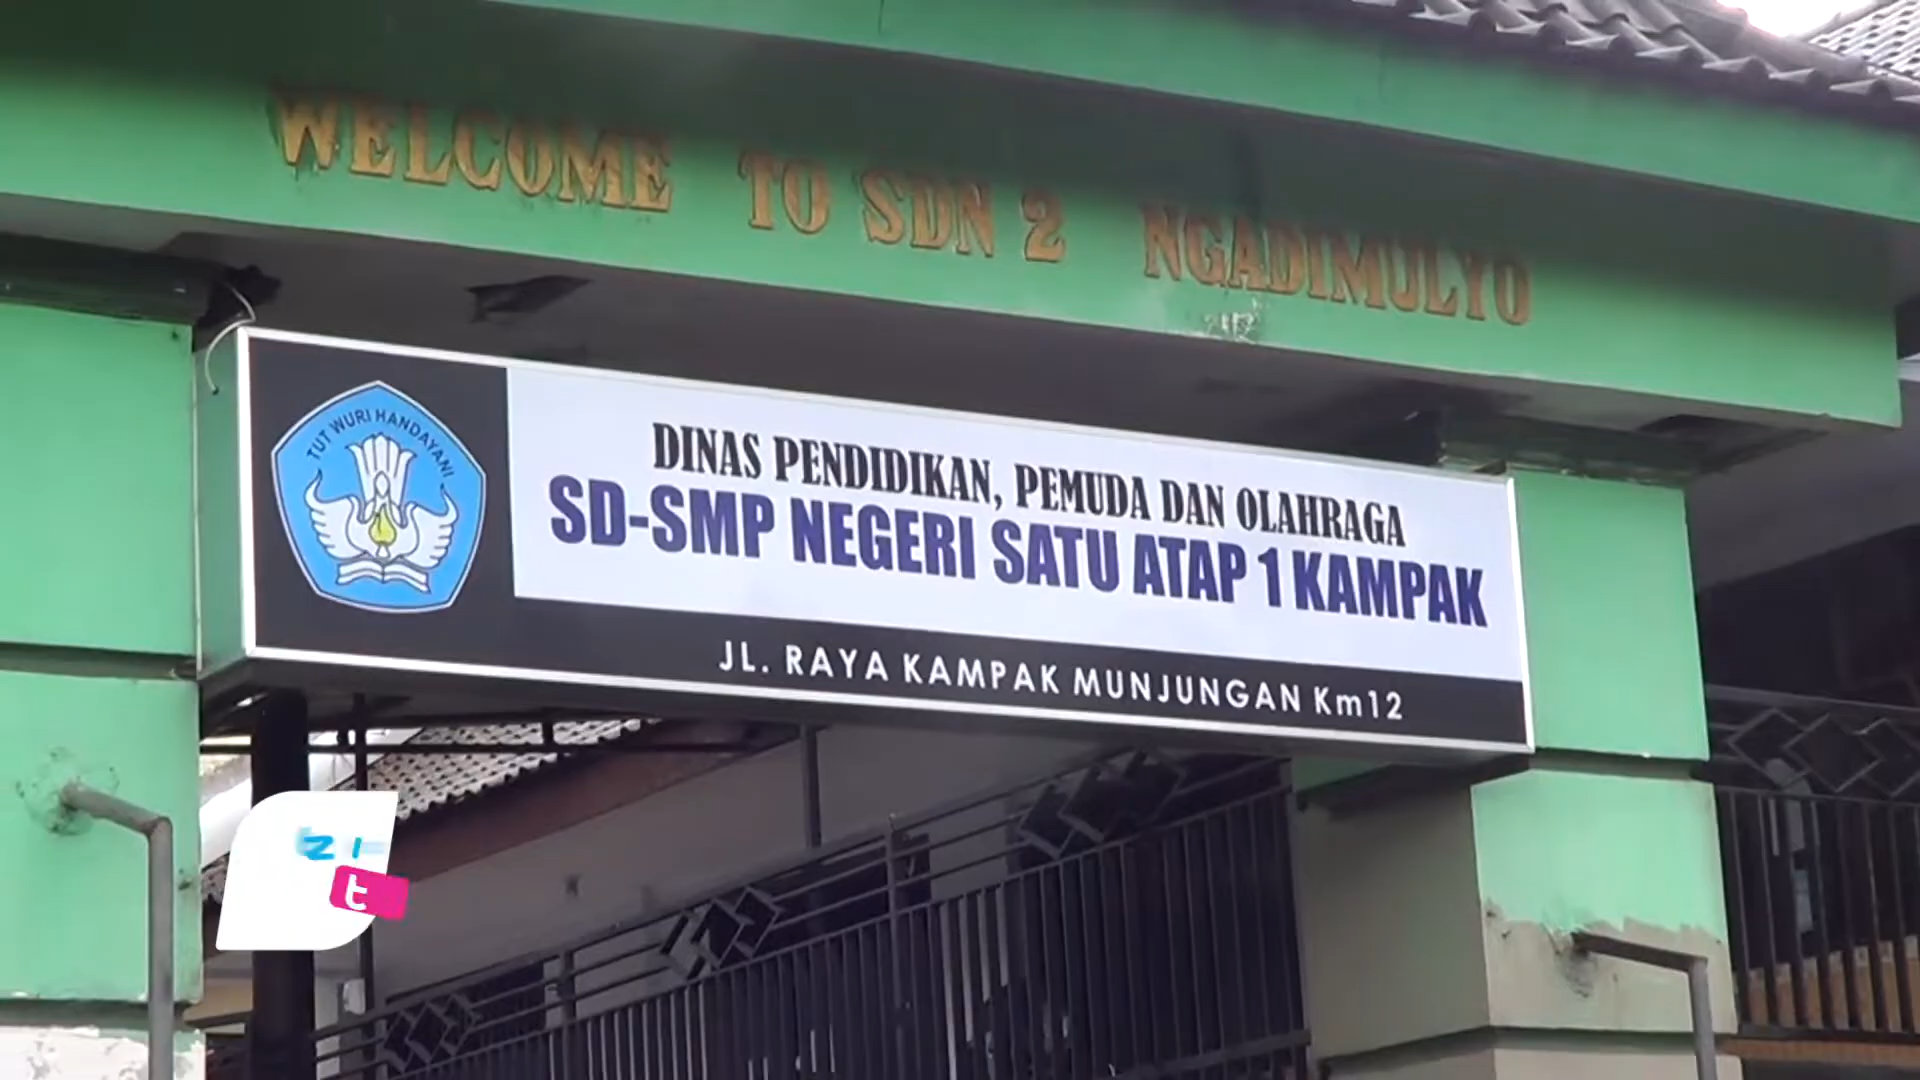 WELCOME TO SDN 2 NGADIMULYO
TUT WURI HANDAYANI
DINAS PENDIDIKAN, PEMUDA DAN OLAHRAGA
SD-SMP NEGERI SATU ATAP 1 KAMPAK
JL. RAYA KAMPAK MUNJUNGAN Km12
t